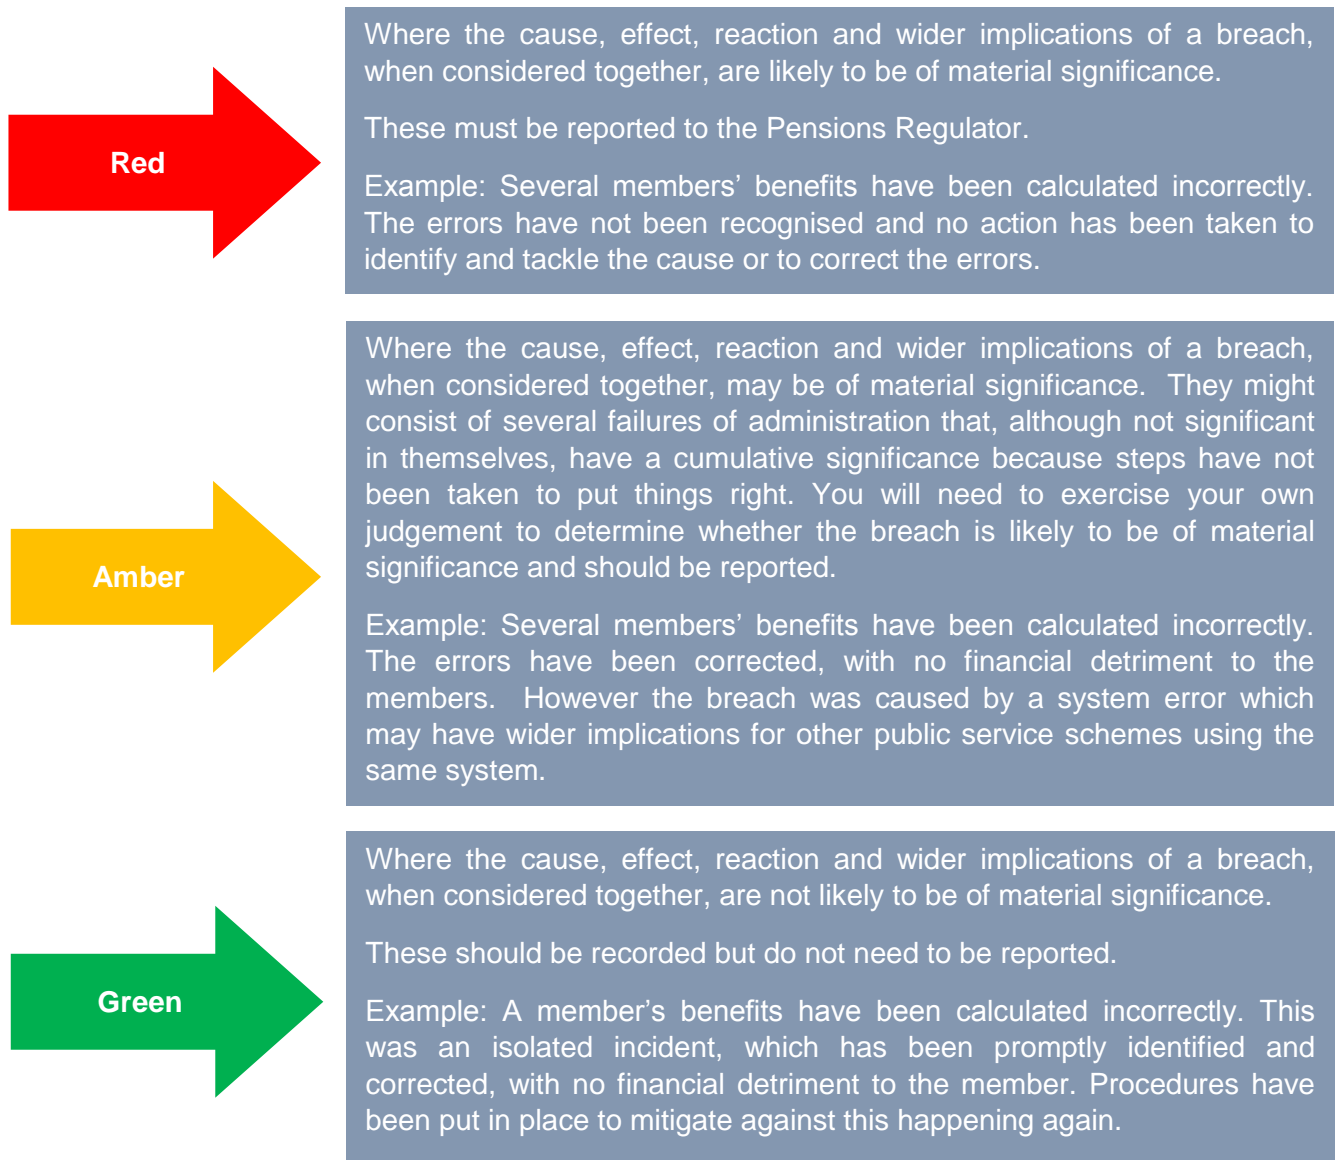 Red
Where the cause, effect, reaction and wider implications of a breach,
when considered together, are likely to be of material significance.
These must be reported to the Pensions Regulator.
Example: Several members’ benefits have been calculated incorrectly.
The errors have not been recognised and no action has been taken to
identify and tackle the cause or to correct the errors.
Amber
Where the cause, effect, reaction and wider implications of a breach,
when considered together, may be of material significance.  They might
consist of several failures of administration that, although not significant
in themselves, have a cumulative significance because steps have not
been taken to put things right. You will need to exercise your own
judgement to determine whether the breach is likely to be of material
significance and should be reported.
Example: Several members’ benefits have been calculated incorrectly.
The errors have been corrected, with no financial detriment to the
members.  However the breach was caused by a system error which
may have wider implications for other public service schemes using the
same system.
Green
Where the cause, effect, reaction and wider implications of a breach,
when considered together, are not likely to be of material significance.
These should be recorded but do not need to be reported.
Example: A member’s benefits have been calculated incorrectly. This
was an isolated incident, which has been promptly identified and
corrected, with no financial detriment to the member. Procedures have
been put in place to mitigate against this happening again.